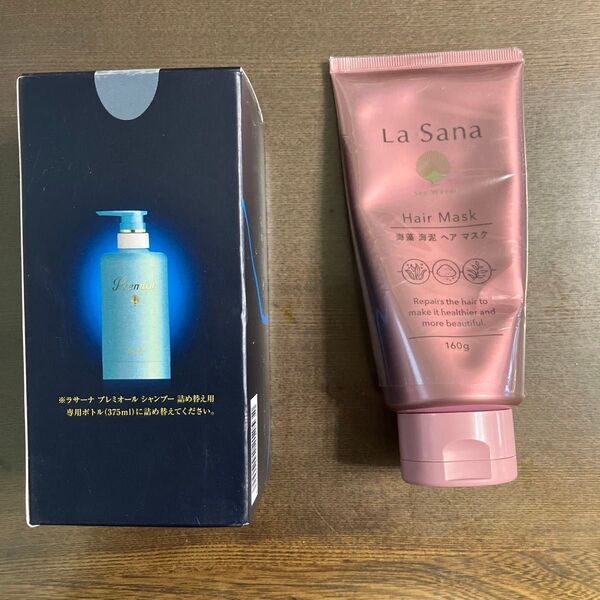 Premior
※ラサーナ プレミオール シャンプー 詰め替え用
専用ボトル(375ml)に詰め替えてください。
La Sana
Sea Weed
Hair Mask
海藻 海泥 ヘア マスク
Repairs the hair to
make it healthier and
more beautiful.
160g